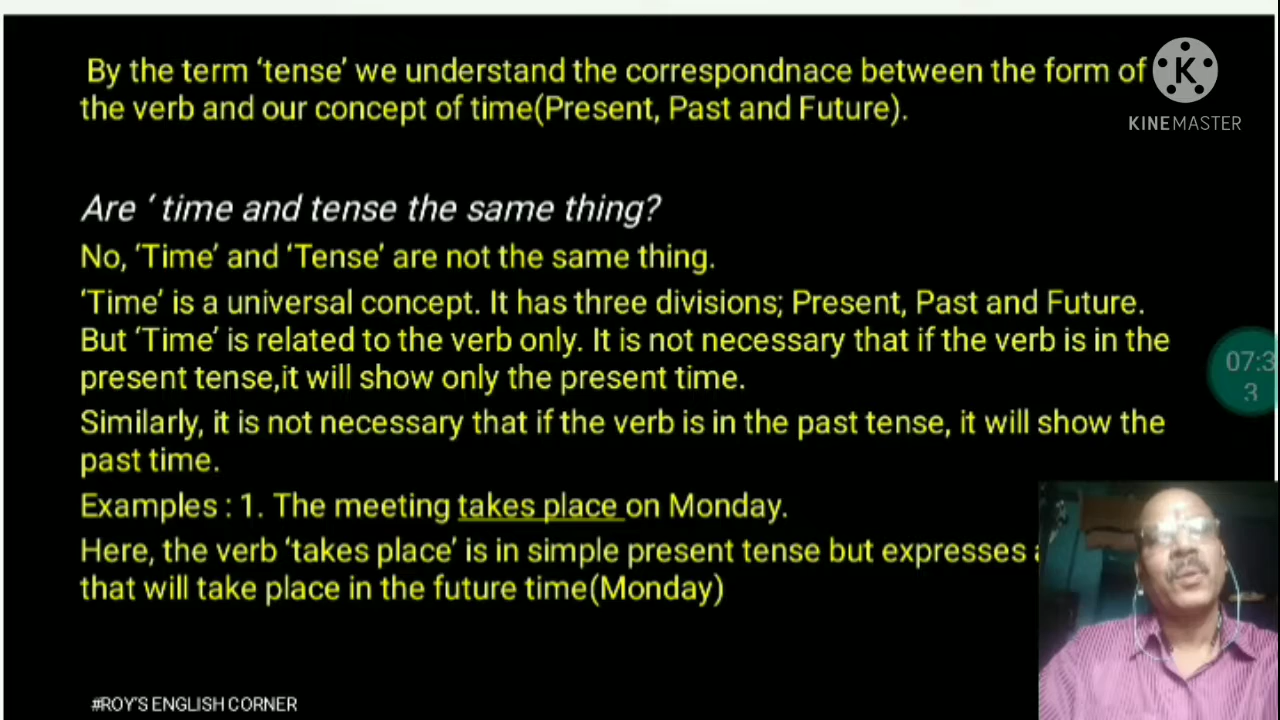 By the term ‘tense’ we understand the correspondnace between the form of
the verb and our concept of time(Present, Past and Future).
KINEMASTER
Are ‘ time and tense the same thing?
No, ‘Time’ and ‘Tense’ are not the same thing.
‘Time’ is a universal concept. It has three divisions; Present, Past and Future.
But ‘Time’ is related to the verb only. It is not necessary that if the verb is in the
present tense,it will show only the present time.
07:3
3
Similarly, it is not necessary that if the verb is in the past tense, it will show the
past time.
Examples : 1. The meeting takes place on Monday.
Here, the verb ‘takes place’ is in simple present tense but expresses
that will take place in the future time(Monday)
#ROY'S ENGLISH CORNER